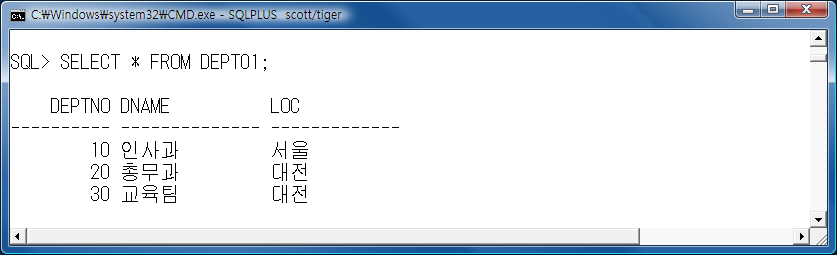 C:₩Windows₩system32₩CMD.exe - SQLPLUS scott/tiger
SQL> SELECT * FROM DEPT01;
DEPTNO DNAME LOC
---------- -------------- -------------
10 인사과 서울
20 총무과 대전
30 교육팀 대전